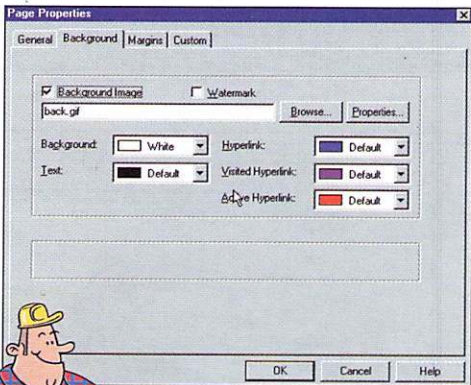 Page Properties
General Background Margins Custom
Background Image Watermark
back.gif Browse... Properties...
Background: White Hyperlink: Default
Text: Default Visited Hyperlink: Default
Active Hyperlink: Default
OK Cancel Help